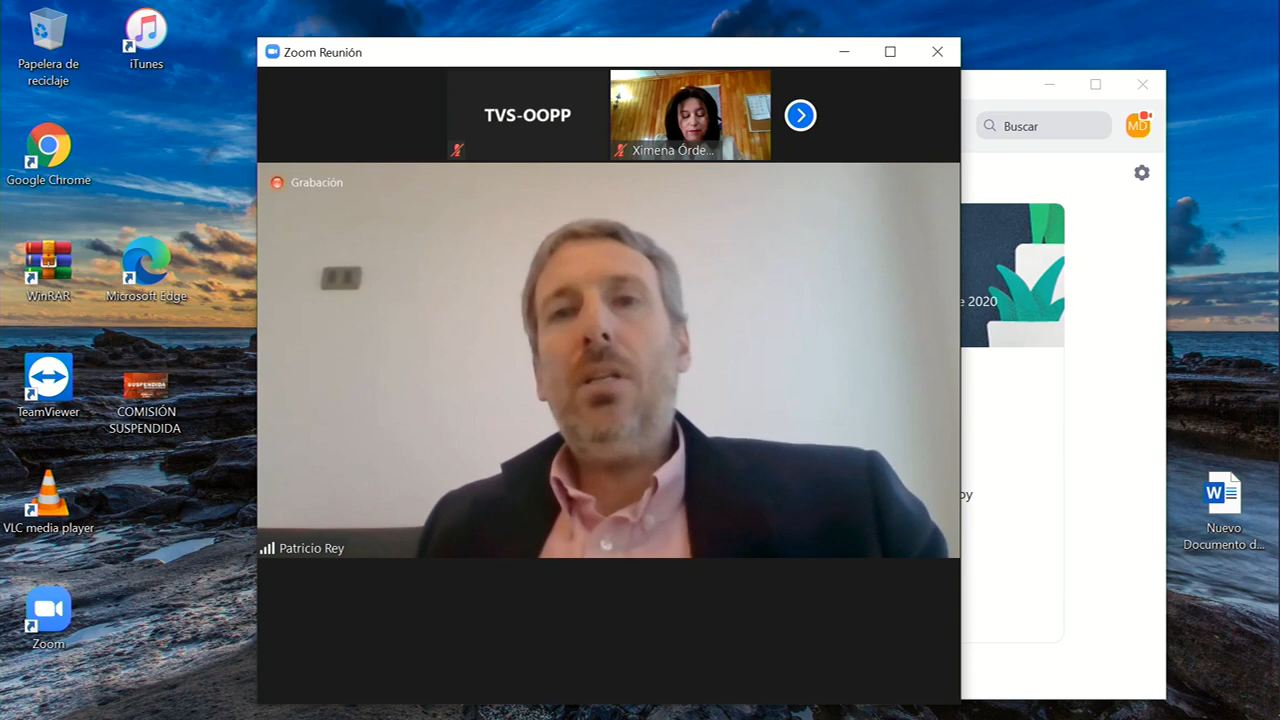 Papelera de
reciclaje
iTunes
Google Chrome
WinRAR
Microsoft Edge
TeamViewer
SUSPENDIDA
COMISIÓN
SUSPENDIDA
VLC media player
Zoom
Zoom Reunión
TVS-OOPP
Ximena Órde...
Grabación
Patricio Rey
Buscar
MD
e 2020
oy
W
Nuevo
Documento d...